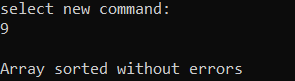 select new command:
9
Array sorted without errors